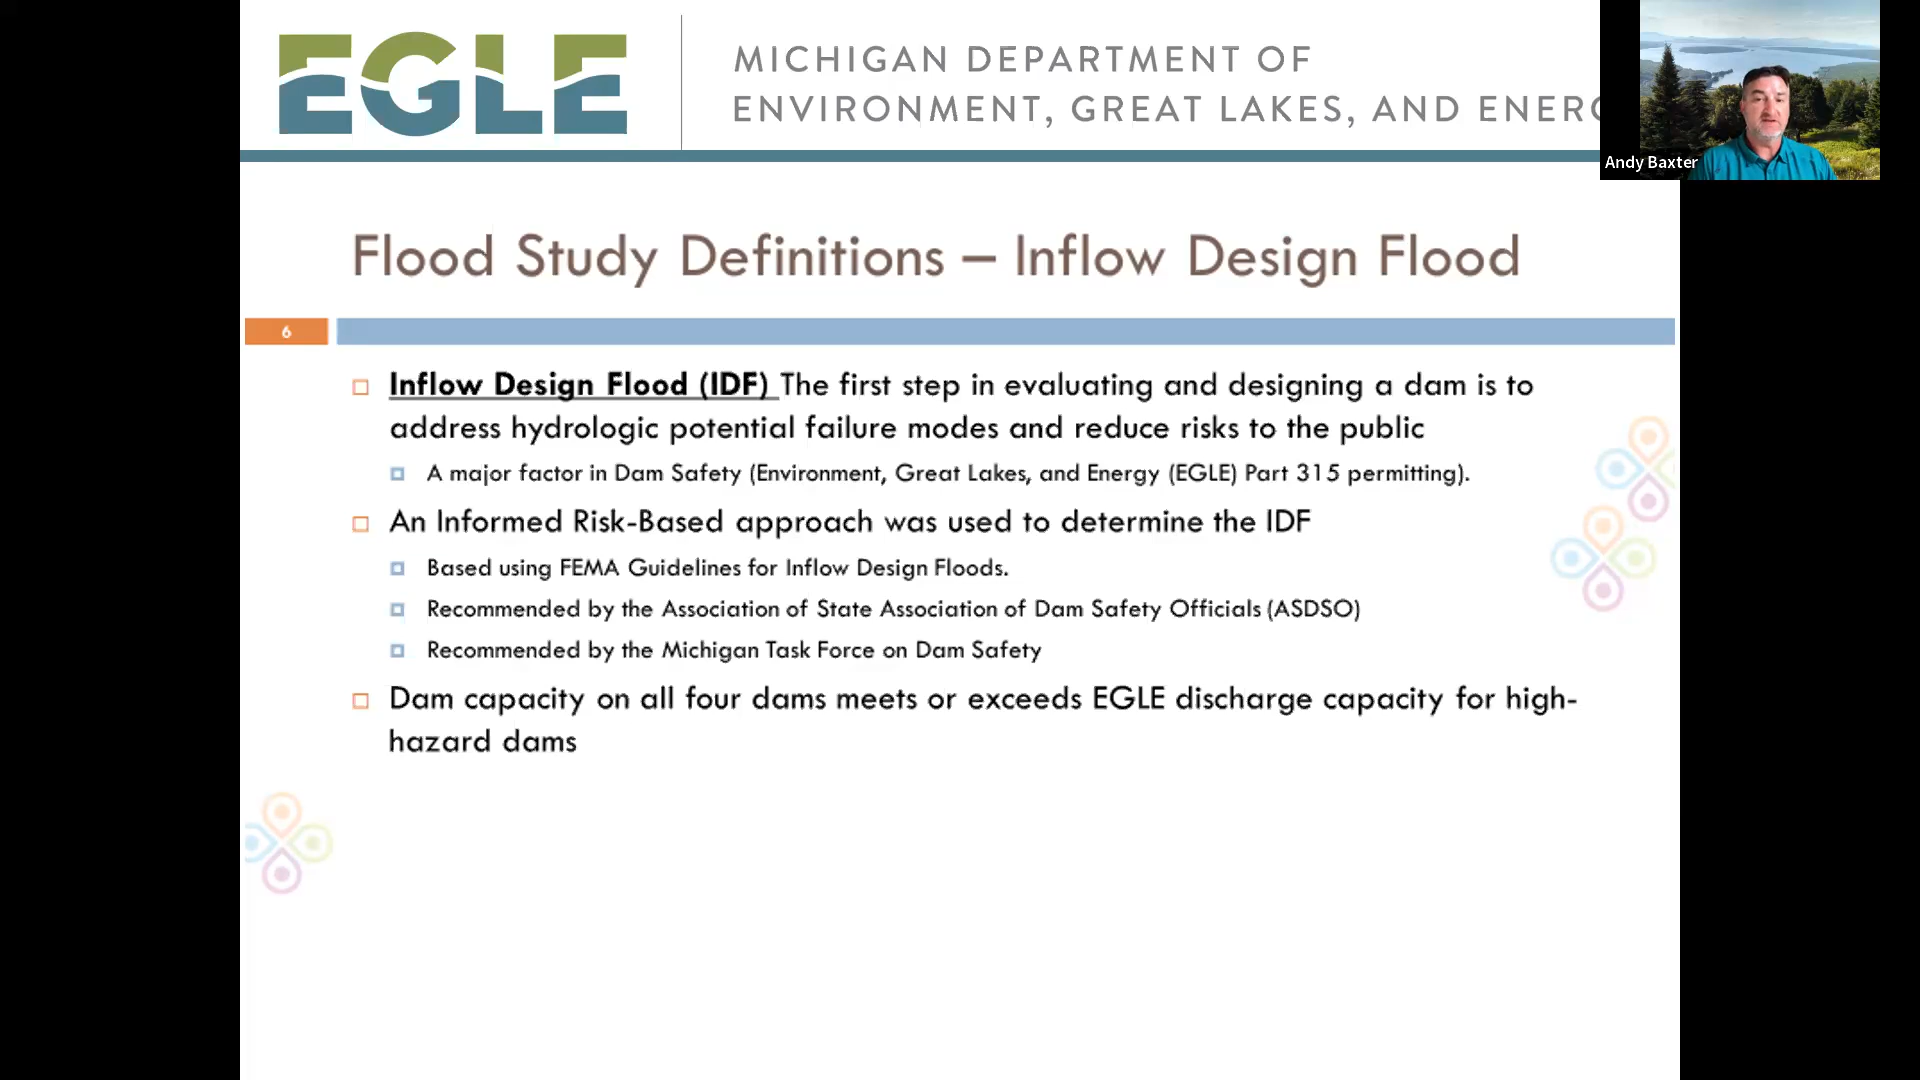 EGLE
MICHIGAN DEPARTMENT OF
ENVIRONMENT, GREAT LAKES, AND ENERG
Andy Baxter
Flood Study Definitions – Inflow Design Flood
6
Inflow Design Flood (IDF) The first step in evaluating and designing a dam is to
address hydrologic potential failure modes and reduce risks to the public
A major factor in Dam Safety (Environment, Great Lakes, and Energy (EGLE) Part 315 permitting).
An Informed Risk-Based approach was used to determine the IDF
Based using FEMA Guidelines for Inflow Design Floods.
Recommended by the Association of State Association of Dam Safety Officials (ASDSO)
Recommended by the Michigan Task Force on Dam Safety
Dam capacity on all four dams meets or exceeds EGLE discharge capacity for high-
hazard dams